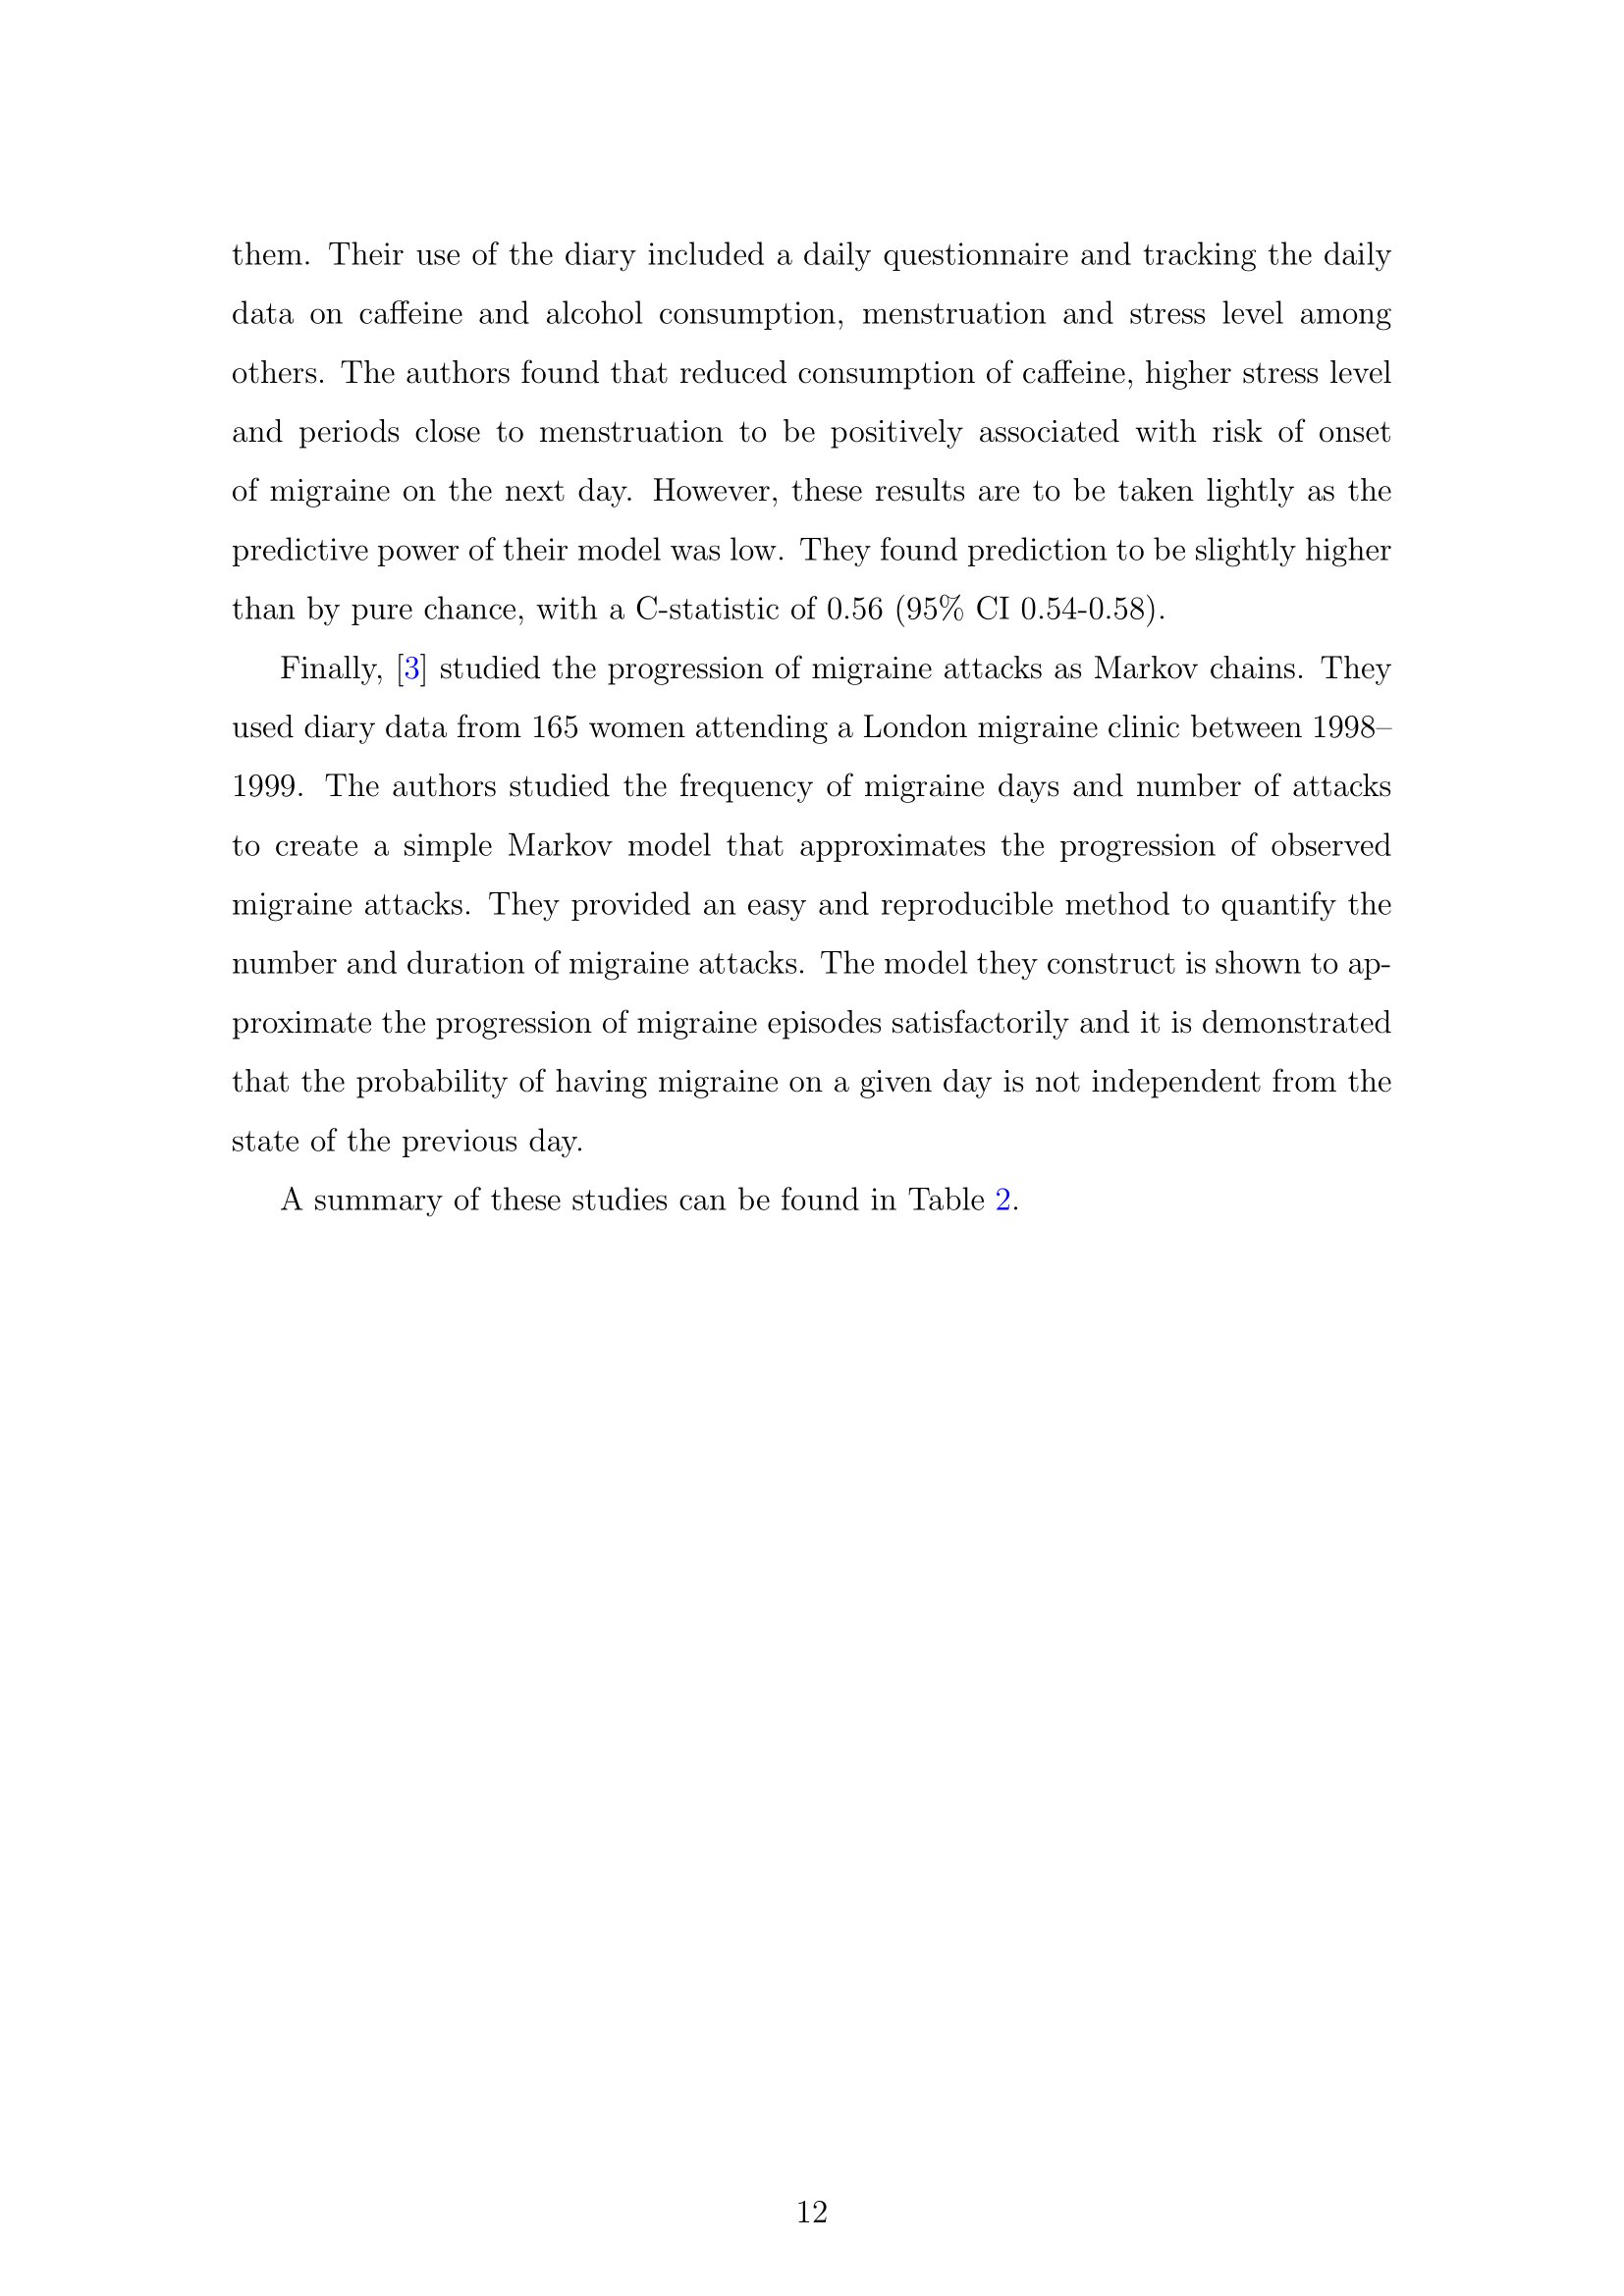 them. Their use of the diary included a daily questionnaire and tracking the daily
data on caffeine and alcohol consumption, menstruation and stress level among
others. The authors found that reduced consumption of caffeine, higher stress level
and periods close to menstruation to be positively associated with risk of onset
of migraine on the next day. However, these results are to be taken lightly as the
predictive power of their model was low. They found prediction to be slightly higher
than by pure chance, with a C-statistic of 0.56 (95% CI 0.54-0.58).
Finally, [3] studied the progression of migraine attacks as Markov chains. They
used diary data from 165 women attending a London migraine clinic between 1998–
1999. The authors studied the frequency of migraine days and number of attacks
to create a simple Markov model that approximates the progression of observed
migraine attacks. They provided an easy and reproducible method to quantify the
number and duration of migraine attacks. The model they construct is shown to ap-
proximate the progression of migraine episodes satisfactorily and it is demonstrated
that the probability of having migraine on a given day is not independent from the
state of the previous day.
A summary of these studies can be found in Table 2.
12